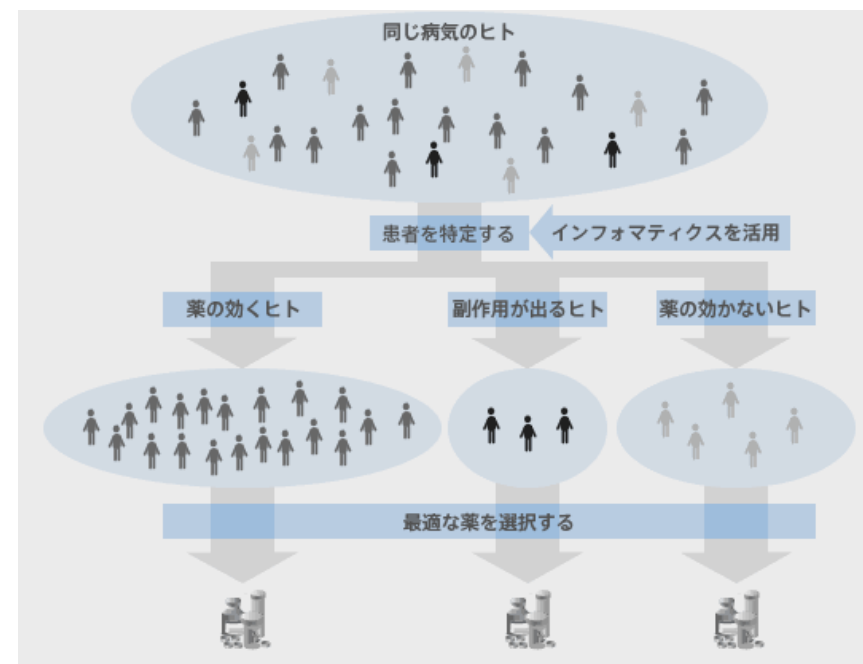 同じ病気のヒト
患者を特定する
インフォマティクスを活用
薬の効くヒト
副作用が出るヒト
薬の効かないヒト
最適な薬を選択する